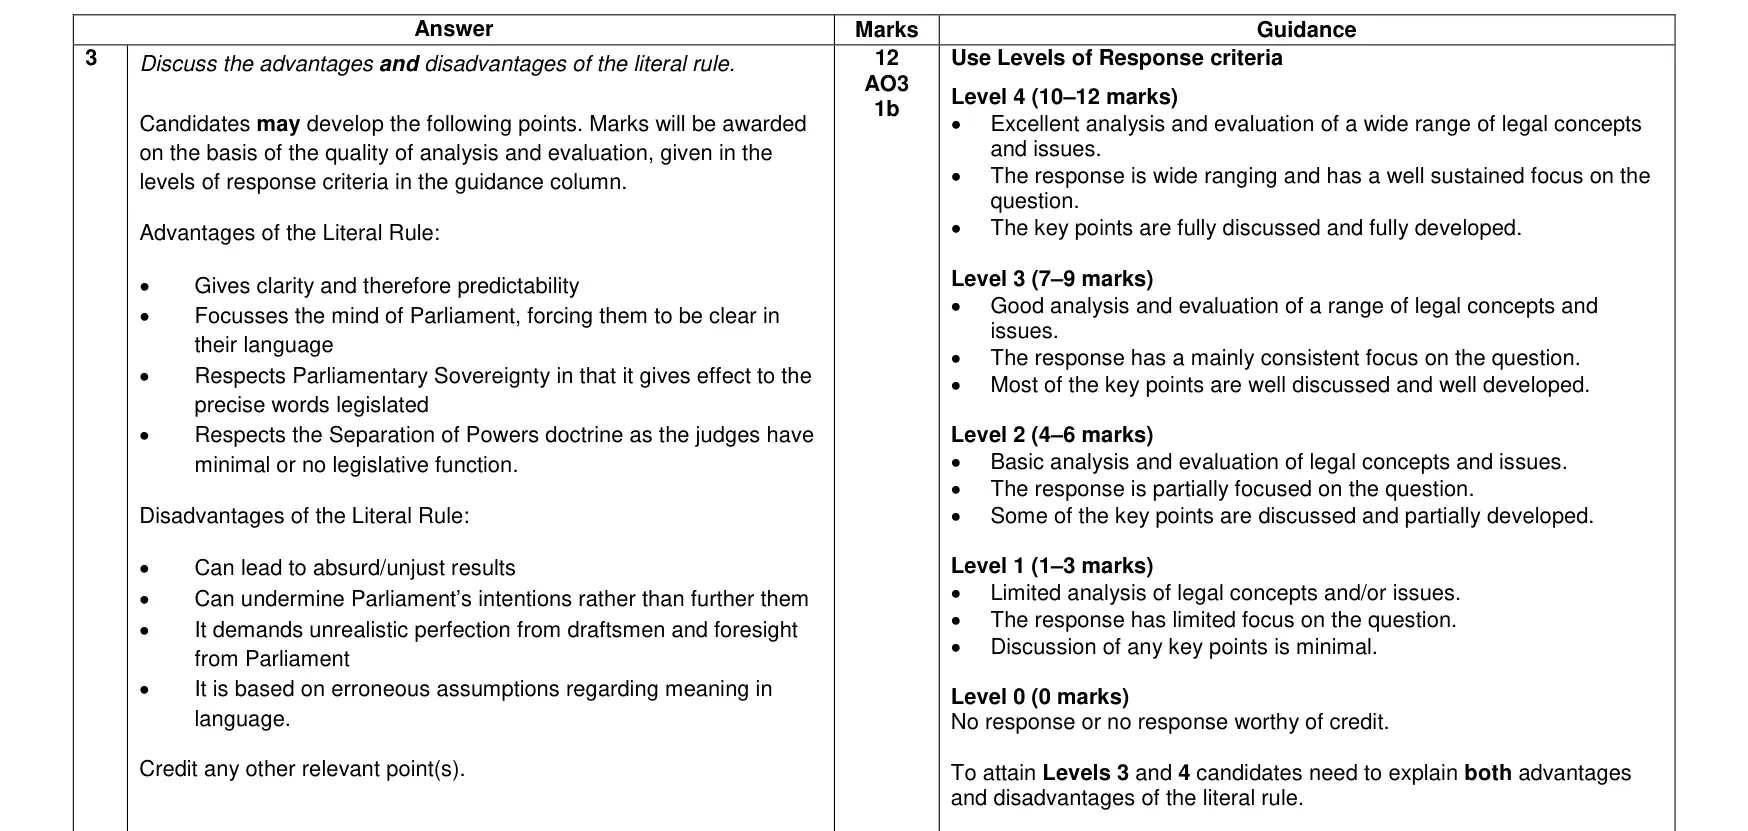 Answer
Marks
Guidance
3
Discuss the advantages and disadvantages of the literal rule.
Candidates may develop the following points. Marks will be awarded
on the basis of the quality of analysis and evaluation, given in the
levels of response criteria in the guidance column.
Advantages of the Literal Rule:
• Gives clarity and therefore predictability
• Focusses the mind of Parliament, forcing them to be clear in
their language
• Respects Parliamentary Sovereignty in that it gives effect to the
precise words legislated
• Respects the Separation of Powers doctrine as the judges have
minimal or no legislative function.
Disadvantages of the Literal Rule:
• Can lead to absurd/unjust results
• Can undermine Parliament's intentions rather than further them
• It demands unrealistic perfection from draftsmen and foresight
from Parliament
• It is based on erroneous assumptions regarding meaning in
language.
Credit any other relevant point(s).
12
AO3
1b
Use Levels of Response criteria
Level 4 (10–12 marks)
• Excellent analysis and evaluation of a wide range of legal concepts
and issues.
• The response is wide ranging and has a well sustained focus on the
question.
• The key points are fully discussed and fully developed.
Level 3 (7–9 marks)
• Good analysis and evaluation of a range of legal concepts and
issues.
• The response has a mainly consistent focus on the question.
• Most of the key points are well discussed and well developed.
Level 2 (4–6 marks)
• Basic analysis and evaluation of legal concepts and issues.
• The response is partially focused on the question.
• Some of the key points are discussed and partially developed.
Level 1 (1–3 marks)
• Limited analysis of legal concepts and/or issues.
• The response has limited focus on the question.
• Discussion of any key points is minimal.
Level 0 (0 marks)
No response or no response worthy of credit.
To attain Levels 3 and 4 candidates need to explain both advantages
and disadvantages of the literal rule.